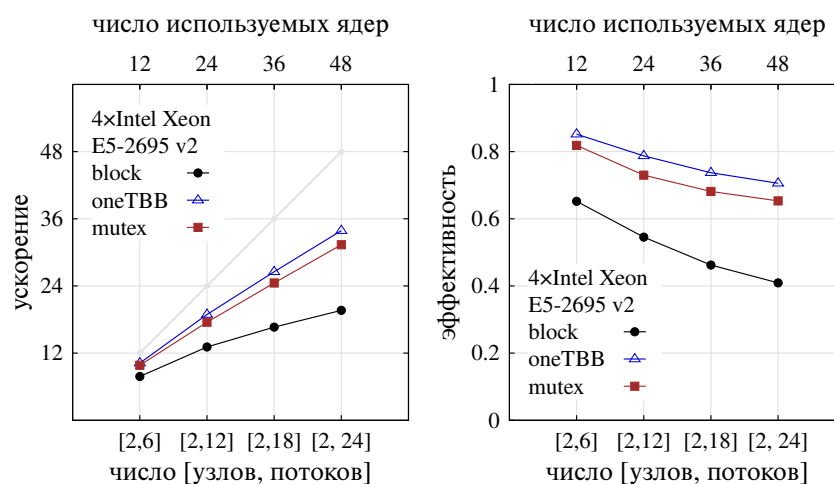 число используемых ядер
12 24 36 48
4×Intel Xeon
E5-2695 v2
block
oneTBB
mutex
48
36
24
12
ускорение
[2,6] [2,12] [2,18] [2, 24]
число [узлов, потоков]
число используемых ядер
12 24 36 48
1
0.8
0.6
0.4
0.2
0
эффективность
4×Intel Xeon
E5-2695 v2
block
oneTBB
mutex
[2,6] [2,12] [2,18] [2, 24]
число [узлов, потоков]